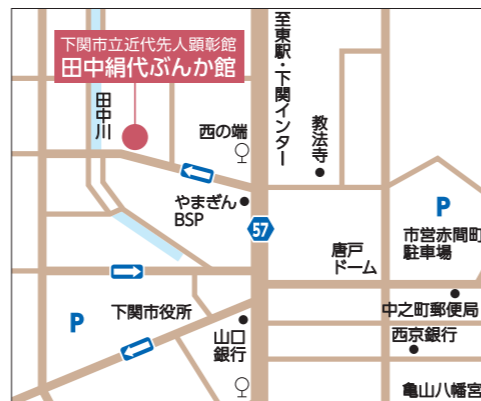 下関市立近代先人顕彰館
田中絹代ぶんか館
田中川
至東駅・下関インター
西の端
教法寺
やまぎん
BSP
57
唐戸
ドーム
P
市営赤間町
駐車場
下関市役所
P
山口
銀行
中之町郵便局
西京銀行
亀山八幡宮